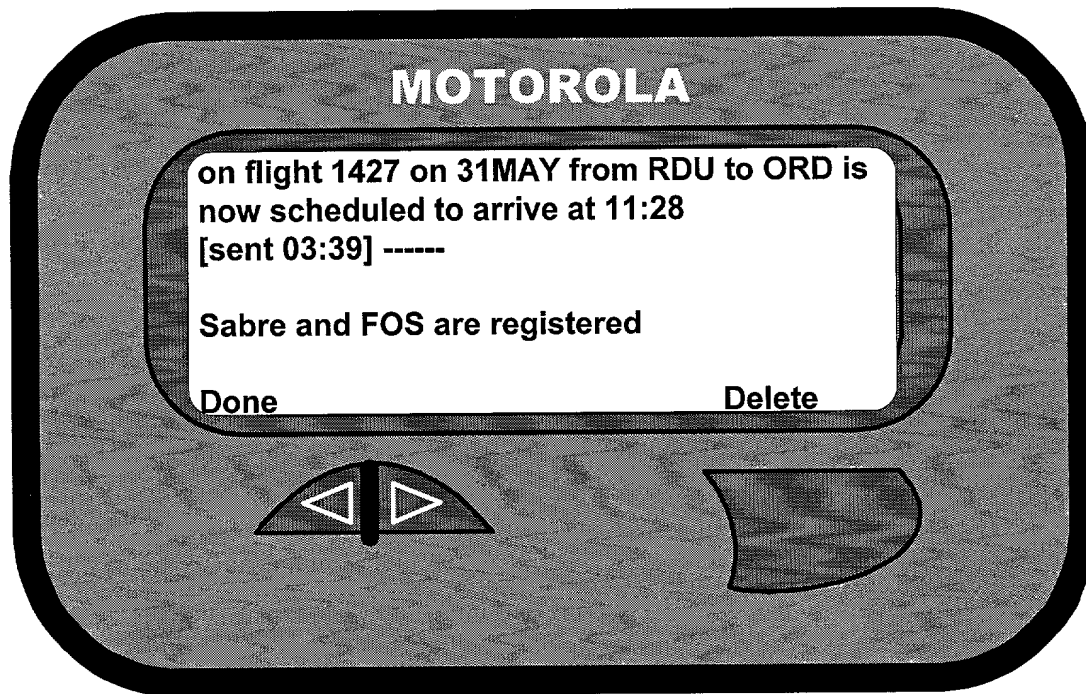 MOTOROLA
on flight 1427 on 31MAY from RDU to ORD is
now scheduled to arrive at 11:28
[sent 03:39] ------
Sabre and FOS are registered
Done Delete